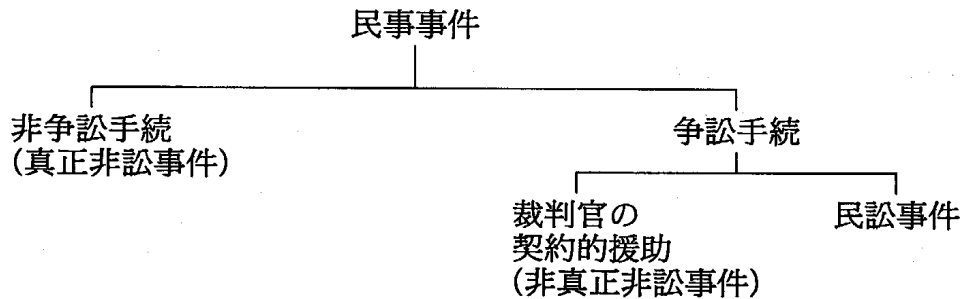 民事事件
非争訟手続
(真正非訟事件)
争訟手続
裁判官の
契約的援助
(非真正非訟事件)
民訟事件